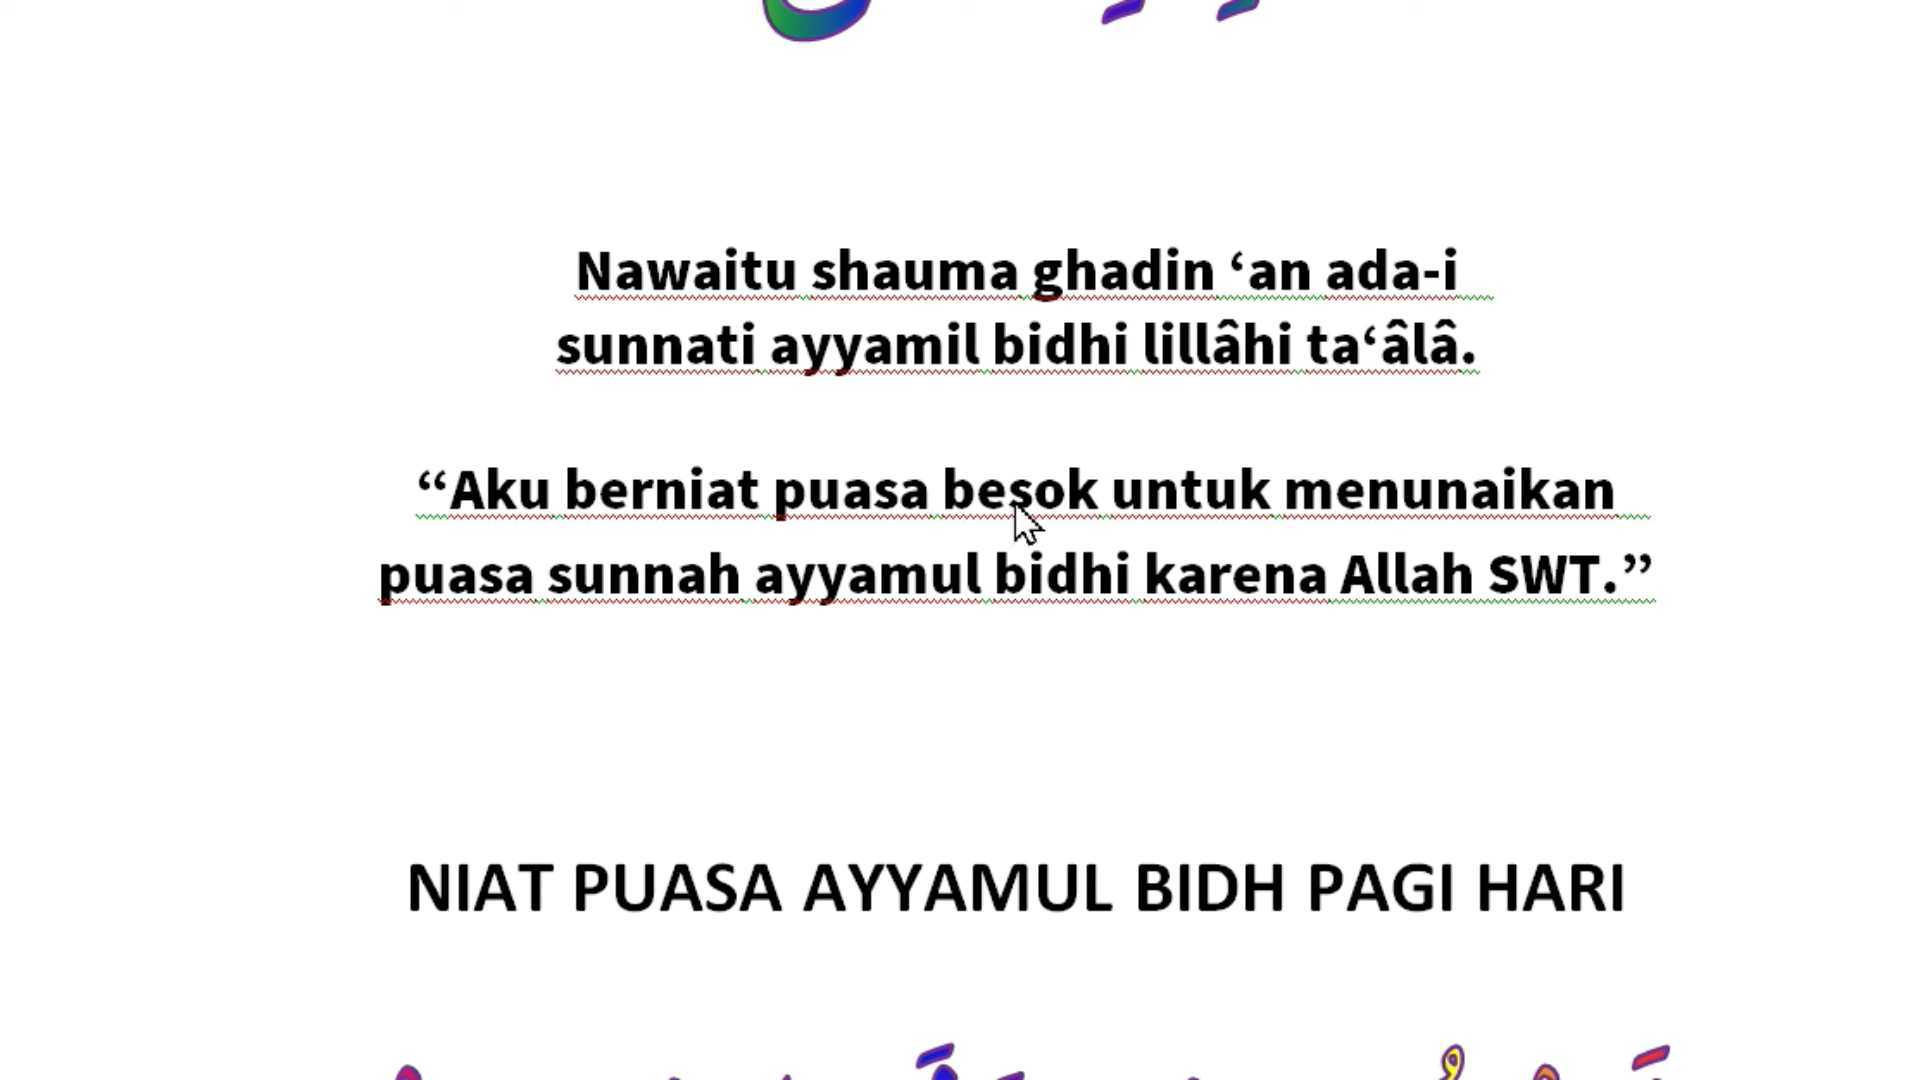 Nawaitu shauma ghadin ‘an ada-i
sunnati ayyamil bidhi lillâhi ta‘âlâ.
“Aku berniat puasa besok untuk menunaikan
puasa sunnah ayyamul bidhi karena Allah SWT.”
NIAT PUASA AYYAMUL BIDH PAGI HARI